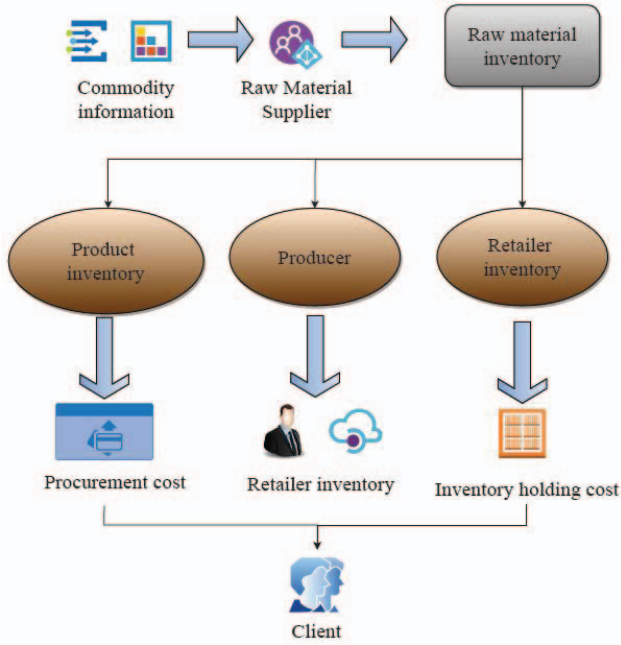 Commodity
information
Raw Material
Supplier
Raw material
inventory
Product
inventory
Producer
Retailer
inventory
Procurement cost
Retailer inventory
Inventory holding cost
Client